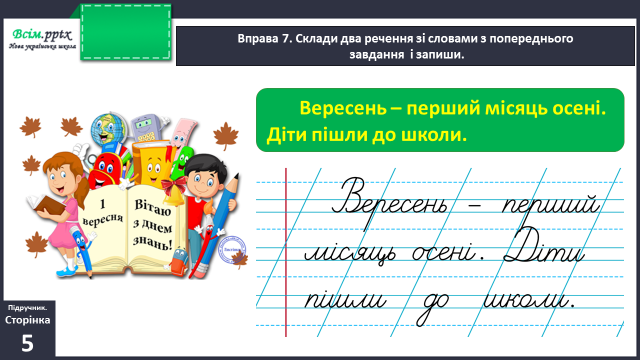 Всім.pptx
Нова українська школа
Вправа 7. Склади два речення зі словами з попереднього
завдання і запиши.
Вересень – перший місяць осені.
Діти пішли до школи.
1
вересня
Вітаю
з днем
знань!
Вересень – перший
місяць осені. Діти
пішли до школи.
Підручник.
Сторінка
5